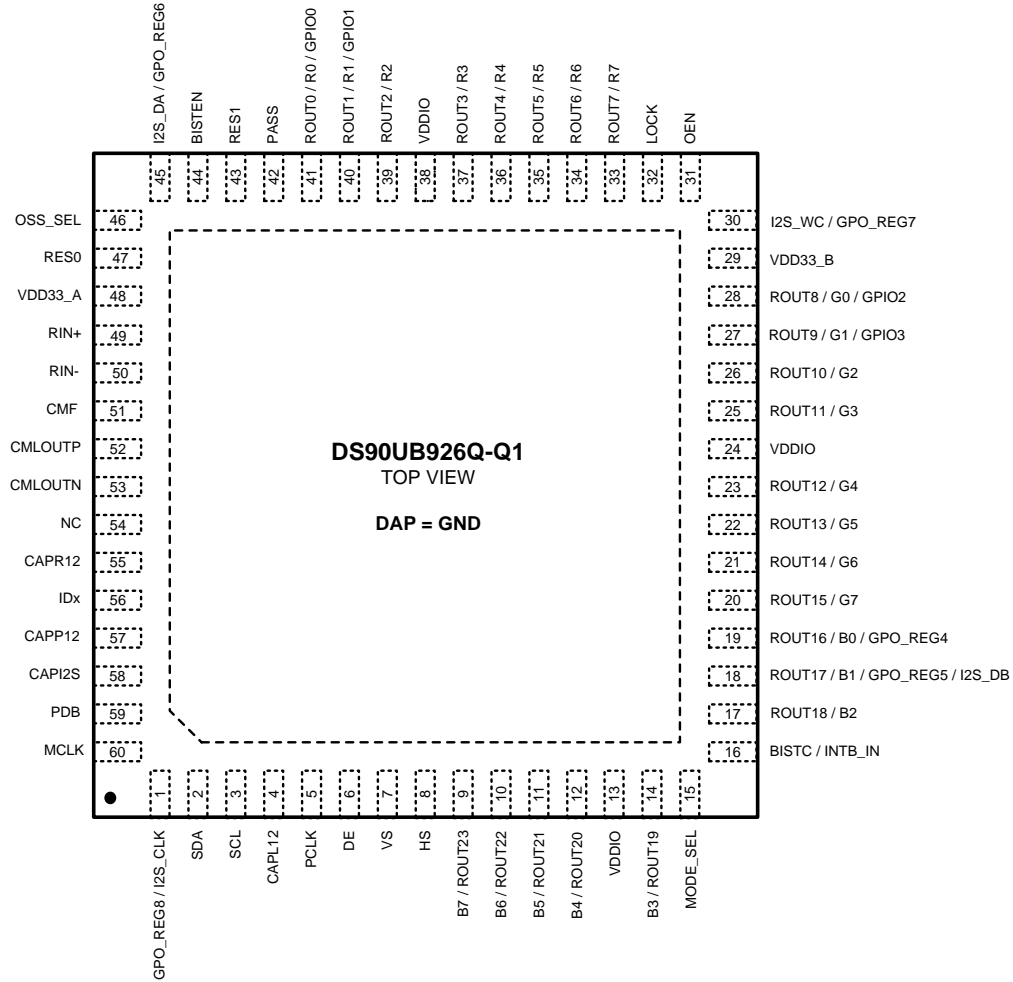 I2S_DA / GPO_REG6
BISTEN
RES1
PASS
ROUT0 / R0 / GPIO0
ROUT1 / R1 / GPIO1
ROUT2 / R2
VDDIO
ROUT3 / R3
ROUT4 / R4
ROUT5 / R5
ROUT6 / R6
ROUT7 / R7
LOCK
OEN
45
44
43
42
41
40
39
38
37
36
35
34
33
32
31
OSS_SEL 46
RES0 47
VDD33_A 48
RIN+ 49
RIN- 50
CMF 51
CMLOUTP 52
CMLOUTN 53
NC 54
CAPR12 55
IDx 56
CAPP12 57
CAPI2S 58
PDB 59
MCLK 60
DS90UB926Q-Q1
TOP VIEW
DAP = GND
30 I2S_WC / GPO_REG7
29 VDD33_B
28 ROUT8 / G0 / GPIO2
27 ROUT9 / G1 / GPIO3
26 ROUT10 / G2
25 ROUT11 / G3
24 VDDIO
23 ROUT12 / G4
22 ROUT13 / G5
21 ROUT14 / G6
20 ROUT15 / G7
19 ROUT16 / B0 / GPO_REG4
18 ROUT17 / B1 / GPO_REG5 / I2S_DB
17 ROUT18 / B2
16 BISTC / INTB_IN
1
2
3
4
5
6
7
8
9
10
11
12
13
14
15
GPO_REG8 / I2S_CLK
SDA
SCL
CAPL12
PCLK
DE
VS
HS
B7 / ROUT23
B6 / ROUT22
B5 / ROUT21
B4 / ROUT20
VDDIO
B3 / ROUT19
MODE_SEL